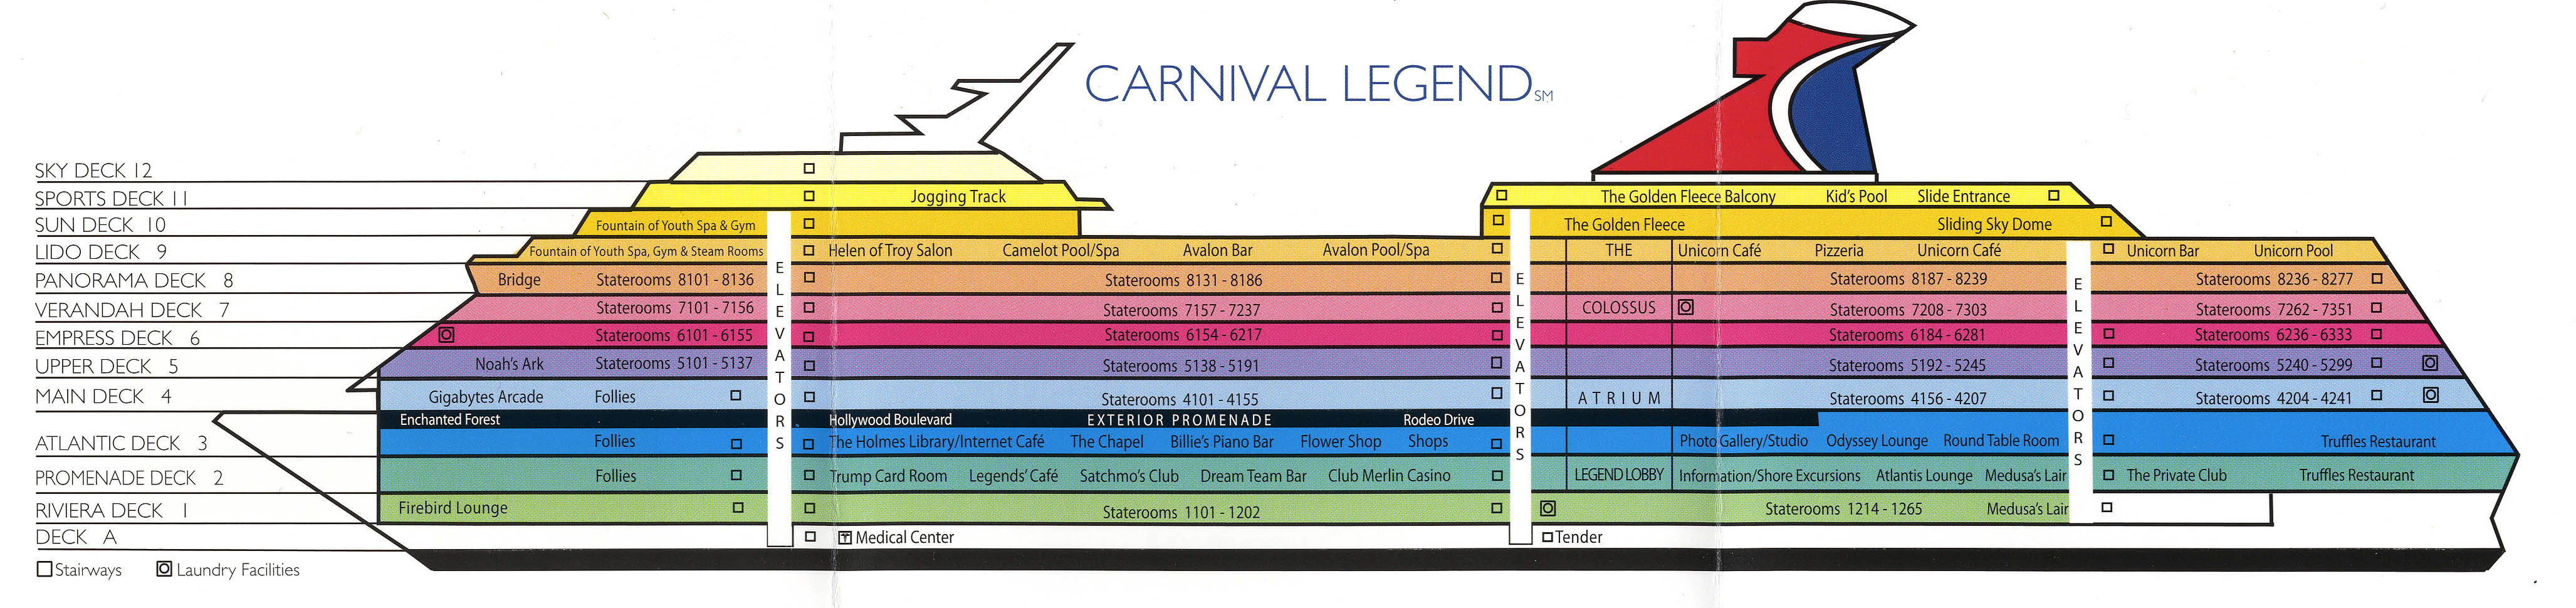 CARNIVAL LEGEND SM
SKY DECK 12
SPORTS DECK 11 Jogging Track The Golden Fleece Balcony Kid's Pool Slide Entrance
SUN DECK 10 Fountain of Youth Spa & Gym The Golden Fleece Sliding Sky Dome
LIDO DECK 9 Fountain of Youth Spa, Gym & Steam Rooms Helen of Troy Salon Camelot Pool/Spa Avalon Bar Avalon Pool/Spa THE Unicorn Café Pizzeria Unicorn Café Unicorn Bar Unicorn Pool
PANORAMA DECK 8 Bridge Staterooms 8101 - 8136 Staterooms 8131 - 8186 Staterooms 8187 - 8239 Staterooms 8236 - 8277
VERANDAH DECK 7 Staterooms 7101 - 7156 Staterooms 7157 - 7237 COLOSSUS Staterooms 7208 - 7303 Staterooms 7262 - 7351
EMPRESS DECK 6 Staterooms 6101 - 6155 Staterooms 6154 - 6217 Staterooms 6184 - 6281 Staterooms 6236 - 6333
UPPER DECK 5 Noah's Ark Staterooms 5101 - 5137 Staterooms 5138 - 5191 Staterooms 5192 - 5245 Staterooms 5240 - 5299
MAIN DECK 4 Gigabytes Arcade Follies Staterooms 4101 - 4155 ATRIUM Staterooms 4156 - 4207 Staterooms 4204 - 4241
Enchanted Forest Hollywood Boulevard EXTERIOR PROMENADE Rodeo Drive
ATLANTIC DECK 3 Follies The Holmes Library/Internet Café The Chapel Billie's Piano Bar Flower Shop Shops Photo Gallery/Studio Odyssey Lounge Round Table Room Truffles Restaurant
PROMENADE DECK 2 Follies Trump Card Room Legends' Café Satchmo's Club Dream Team Bar Club Merlin Casino LEGEND LOBBY Information/Shore Excursions Atlantis Lounge Medusa's Lair The Private Club Truffles Restaurant
RIVIERA DECK 1 Firebird Lounge Staterooms 1101 - 1202 Staterooms 1214 - 1265 Medusa's Lair
DECK A Medical Center Tender
ELEVATORS
ELEVATORS
ELEVATORS
Stairways Laundry Facilities